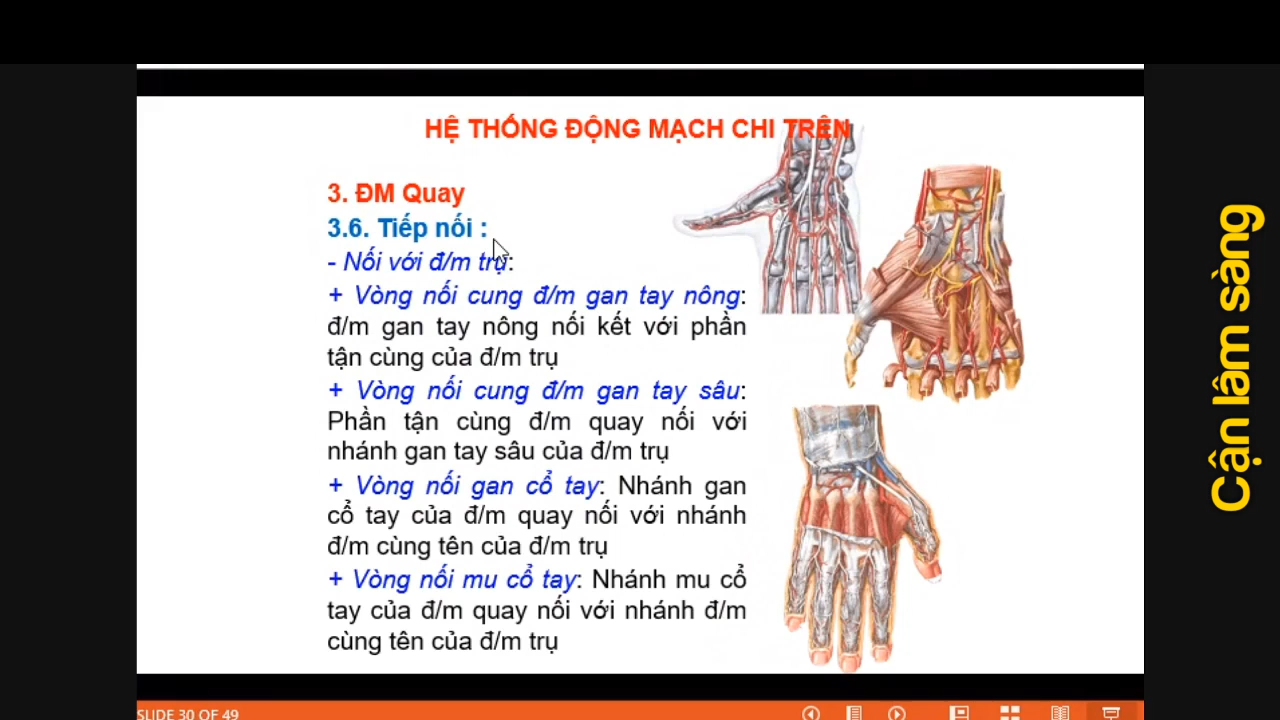 HỆ THỐNG ĐỘNG MẠCH CHI TRÊN
3. ĐM Quay
3.6. Tiếp nối :
- Nối với đ/m trụ:
+ Vòng nối cung đ/m gan tay nông:
đ/m gan tay nông nối kết với phần
tận cùng của đ/m trụ
+ Vòng nối cung đ/m gan tay sâu:
Phần tận cùng đ/m quay nối với
nhánh gan tay sâu của đ/m trụ
+ Vòng nối gan cổ tay: Nhánh gan
cổ tay của đ/m quay nối với nhánh
đ/m cùng tên của đ/m trụ
+ Vòng nối mu cổ tay: Nhánh mu cổ
tay của đ/m quay nối với nhánh đ/m
cùng tên của đ/m trụ
Cận lâm sàng
SLIDE 30 OF 49